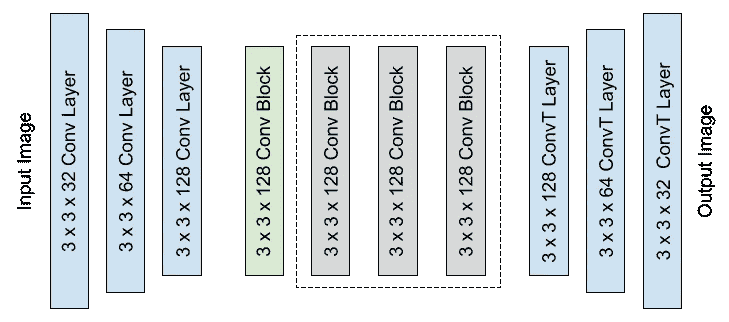 Input Image
3 x 3 x 32 Conv Layer
3 x 3 x 64 Conv Layer
3 x 3 x 128 Conv Layer
3 x 3 x 128 Conv Block
3 x 3 x 128 Conv Block
3 x 3 x 128 Conv Block
3 x 3 x 128 Conv Block
3 x 3 x 128 ConvT Layer
3 x 3 x 64 ConvT Layer
3 x 3 x 32 ConvT Layer
Output Image